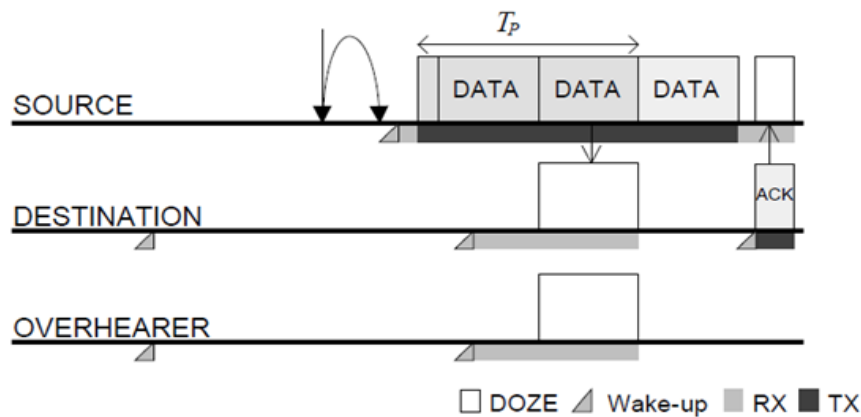 T_P
DATA DATA DATA
SOURCE
ACK
DESTINATION
OVERHEARER
DOZE Wake-up RX TX